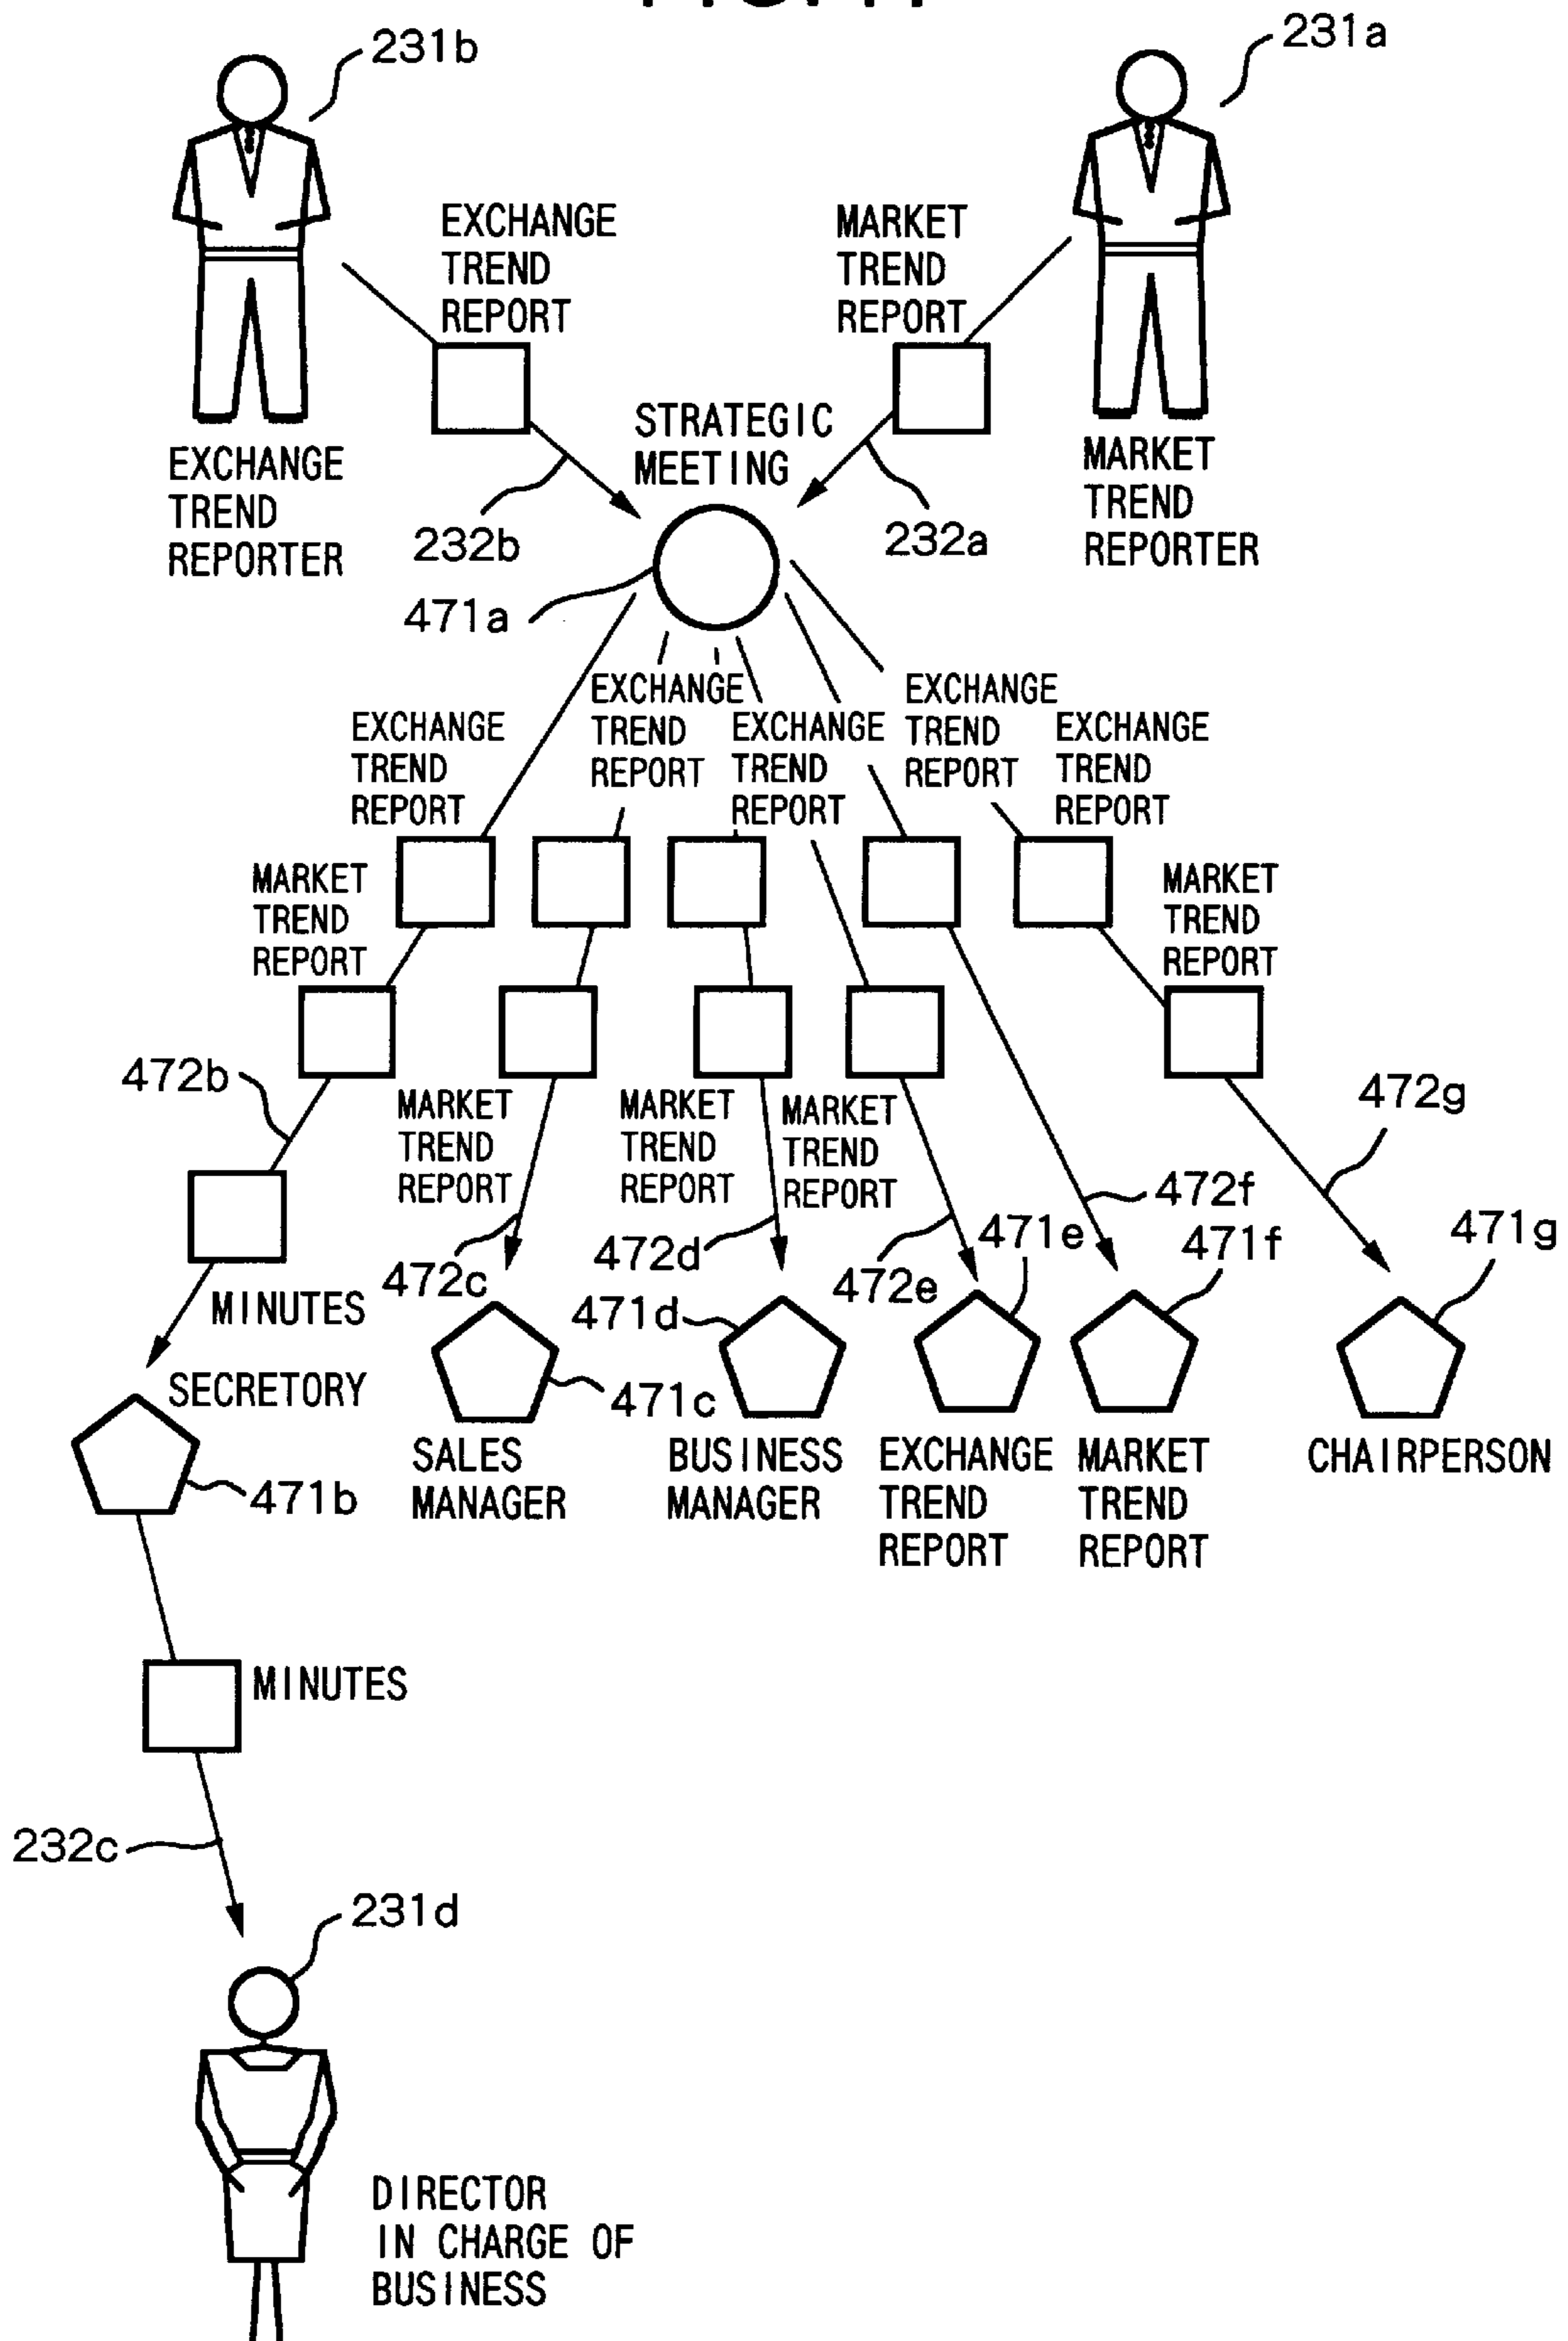 231b
231a
EXCHANGE
TREND
REPORT
MARKET
TREND
REPORT
EXCHANGE
TREND
REPORTER
STRATEGIC
MEETING
MARKET
TREND
REPORTER
232b
232a
471a
EXCHANGE
TREND
REPORT
EXCHANGE
TREND
REPORT
EXCHANGE
TREND
REPORT
EXCHANGE
TREND
REPORT
EXCHANGE
TREND
REPORT
MARKET
TREND
REPORT
MARKET
TREND
REPORT
472b
MARKET
TREND
REPORT
MARKET
TREND
REPORT
MARKET
TREND
REPORT
472g
472f
472c
472d
472e
471e
471f
471g
MINUTES
471d
SECRETORY
471c
471b
SALES
MANAGER
BUSINESS
MANAGER
EXCHANGE
TREND
REPORT
MARKET
TREND
REPORT
CHAIRPERSON
MINUTES
232c
231d
DIRECTOR
IN CHARGE OF
BUSINESS